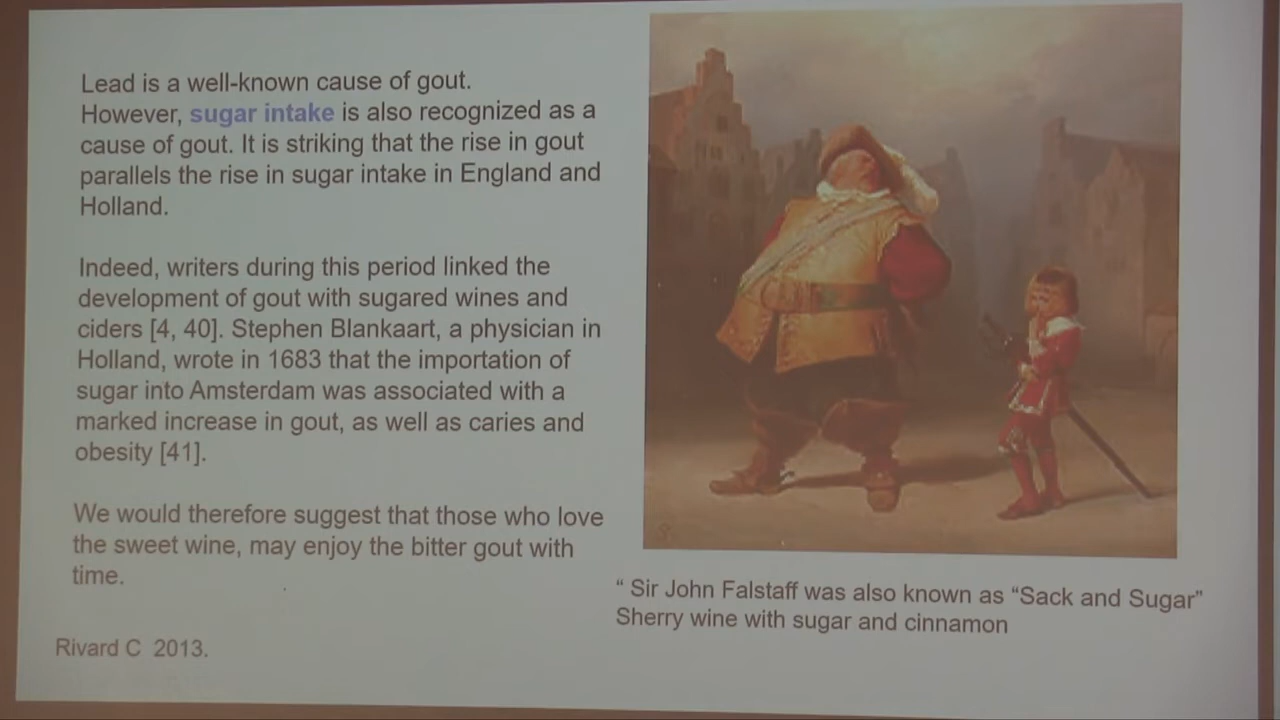 Lead is a well-known cause of gout.
However, sugar intake is also recognized as a
cause of gout. It is striking that the rise in gout
parallels the rise in sugar intake in England and
Holland.
Indeed, writers during this period linked the
development of gout with sugared wines and
ciders [4, 40]. Stephen Blankaart, a physician in
Holland, wrote in 1683 that the importation of
sugar into Amsterdam was associated with a
marked increase in gout, as well as caries and
obesity [41].
We would therefore suggest that those who love
the sweet wine, may enjoy the bitter gout with
time.
Rivard C 2013.
“ Sir John Falstaff was also known as “Sack and Sugar”
Sherry wine with sugar and cinnamon